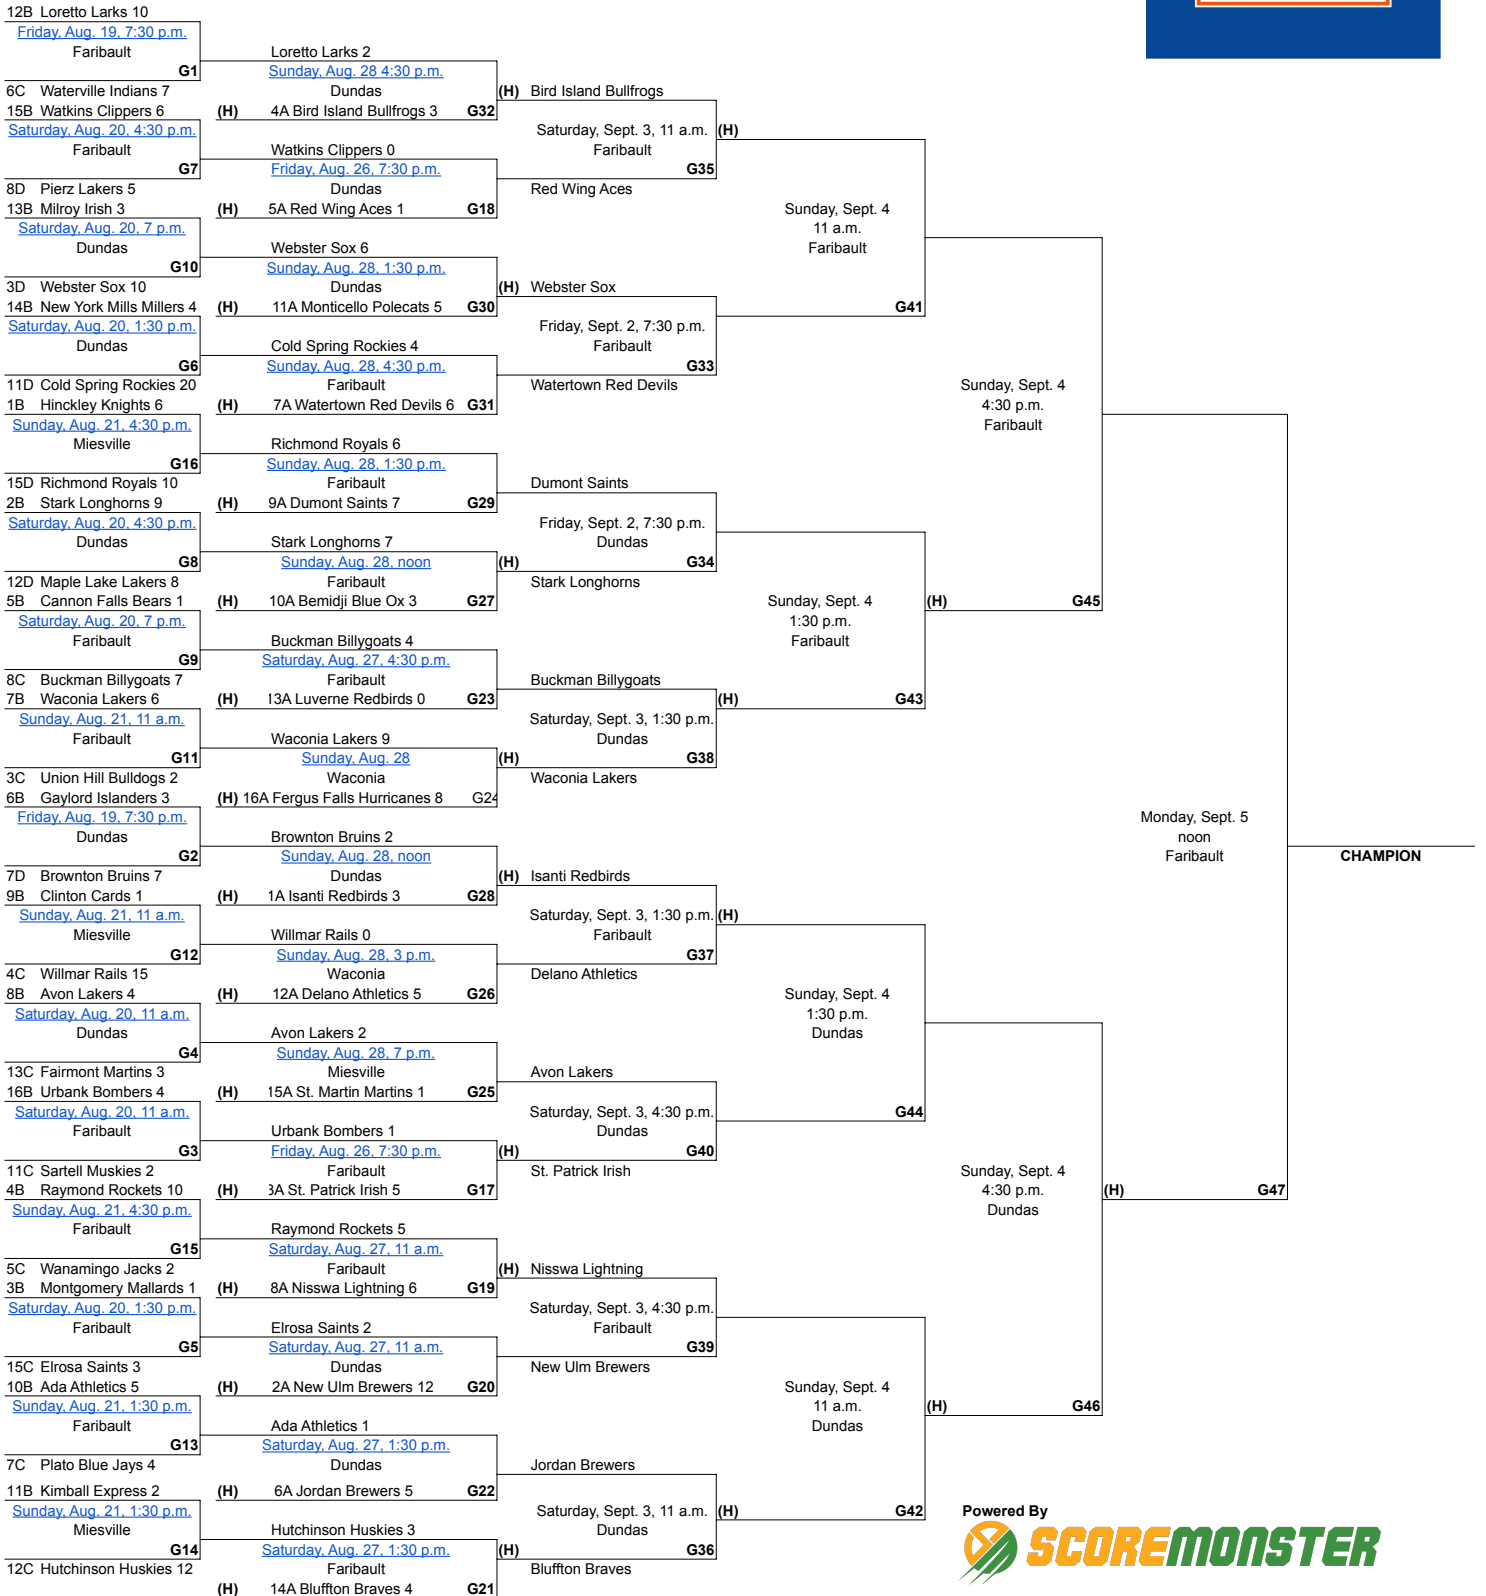 12B Loretto Larks 10
Friday, Aug. 19, 7:30 p.m.
Faribault
G1
6C Waterville Indians 7
15B Watkins Clippers 6
Saturday, Aug. 20, 4:30 p.m.
Faribault
G7
8D Pierz Lakers 5
13B Milroy Irish 3
Saturday, Aug. 20, 7 p.m.
Dundas
G10
3D Webster Sox 10
14B New York Mills Millers 4
Saturday, Aug. 20, 1:30 p.m.
Dundas
G6
11D Cold Spring Rockies 20
1B Hinckley Knights 6
Sunday, Aug. 21, 4:30 p.m.
Miesville
G16
15D Richmond Royals 10
2B Stark Longhorns 9
Saturday, Aug. 20, 4:30 p.m.
Dundas
G8
12D Maple Lake Lakers 8
5B Cannon Falls Bears 1
Saturday, Aug. 20, 7 p.m.
Faribault
G9
8C Buckman Billygoats 7
7B Waconia Lakers 6
Sunday, Aug. 21, 11 a.m.
Faribault
G11
3C Union Hill Bulldogs 2
6B Gaylord Islanders 3
Friday, Aug. 19, 7:30 p.m.
Dundas
G2
7D Brownton Bruins 7
9B Clinton Cards 1
Sunday, Aug. 21, 11 a.m.
Miesville
G12
4C Willmar Rails 15
8B Avon Lakers 4
Saturday, Aug. 20, 11 a.m.
Dundas
G4
13C Fairmont Martins 3
16B Urbank Bombers 4
Saturday, Aug. 20, 11 a.m.
Faribault
G3
11C Sartell Muskies 2
4B Raymond Rockets 10
Sunday, Aug. 21, 4:30 p.m.
Faribault
G15
5C Wanamingo Jacks 2
3B Montgomery Mallards 1
Saturday, Aug. 20, 1:30 p.m.
Faribault
G5
15C Elrosa Saints 3
10B Ada Athletics 5
Sunday, Aug. 21, 1:30 p.m.
Faribault
G13
7C Plato Blue Jays 4
11B Kimball Express 2
Sunday, Aug. 21, 1:30 p.m.
Miesville
G14
12C Hutchinson Huskies 12
Loretto Larks 2
Sunday, Aug. 28 4:30 p.m.
Dundas
(H) 4A Bird Island Bullfrogs 3 G32
Watkins Clippers 0
Friday, Aug. 26, 7:30 p.m.
Dundas
(H) 5A Red Wing Aces 1 G18
Webster Sox 6
Sunday, Aug. 28, 1:30 p.m.
Dundas
(H) 11A Monticello Polecats 5 G30
Cold Spring Rockies 4
Sunday, Aug. 28, 4:30 p.m.
Faribault
(H) 7A Watertown Red Devils 6 G31
Richmond Royals 6
Sunday, Aug. 28, 1:30 p.m.
Faribault
(H) 9A Dumont Saints 7 G29
Stark Longhorns 7
Sunday, Aug. 28, noon
Faribault
(H) 10A Bemidji Blue Ox 3 G27
Buckman Billygoats 4
Saturday, Aug. 27, 4:30 p.m.
Faribault
(H) 13A Luverne Redbirds 0 G23
Waconia Lakers 9
Sunday, Aug. 28
Waconia
(H) 16A Fergus Falls Hurricanes 8 G24
Brownton Bruins 2
Sunday, Aug. 28, noon
Dundas
(H) 1A Isanti Redbirds 3 G28
Willmar Rails 0
Sunday, Aug. 28, 3 p.m.
Waconia
(H) 12A Delano Athletics 5 G26
Avon Lakers 2
Sunday, Aug. 28, 7 p.m.
Miesville
(H) 15A St. Martin Martins 1 G25
Urbank Bombers 1
Friday, Aug. 26, 7:30 p.m.
Faribault
(H) 3A St. Patrick Irish 5 G17
Raymond Rockets 5
Saturday, Aug. 27, 11 a.m.
Faribault
(H) 8A Nisswa Lightning 6 G19
Elrosa Saints 2
Saturday, Aug. 27, 11 a.m.
Dundas
(H) 2A New Ulm Brewers 12 G20
Ada Athletics 1
Saturday, Aug. 27, 1:30 p.m.
Dundas
(H) 6A Jordan Brewers 5 G22
Hutchinson Huskies 3
Saturday, Aug. 27, 1:30 p.m.
Faribault
(H) 14A Bluffton Braves 4 G21
(H) Bird Island Bullfrogs
Saturday, Sept. 3, 11 a.m.
Faribault
G35
Red Wing Aces
(H) Webster Sox
Friday, Sept. 2, 7:30 p.m.
Faribault
G33
Watertown Red Devils
Dumont Saints
Friday, Sept. 2, 7:30 p.m.
Dundas
(H) G34
Stark Longhorns
Buckman Billygoats
Saturday, Sept. 3, 1:30 p.m.
Dundas
(H) G38
Waconia Lakers
(H) Isanti Redbirds
Saturday, Sept. 3, 1:30 p.m.
Faribault
G37
Delano Athletics
Avon Lakers
Saturday, Sept. 3, 4:30 p.m.
Dundas
(H) G40
St. Patrick Irish
(H) Nisswa Lightning
Saturday, Sept. 3, 4:30 p.m.
Faribault
G39
New Ulm Brewers
Jordan Brewers
Saturday, Sept. 3, 11 a.m.
Dundas
(H) G36
Bluffton Braves
(H)
Sunday, Sept. 4
11 a.m.
Faribault
G41
Sunday, Sept. 4
1:30 p.m.
Faribault
(H) G43
(H)
Sunday, Sept. 4
1:30 p.m.
Dundas
G44
Sunday, Sept. 4
11 a.m.
Dundas
(H) G42
Sunday, Sept. 4
4:30 p.m.
Faribault
(H) G45
Sunday, Sept. 4
4:30 p.m.
Dundas
(H) G46
Monday, Sept. 5
noon
Faribault
(H) G47
CHAMPION
Powered By
SCOREMONSTER